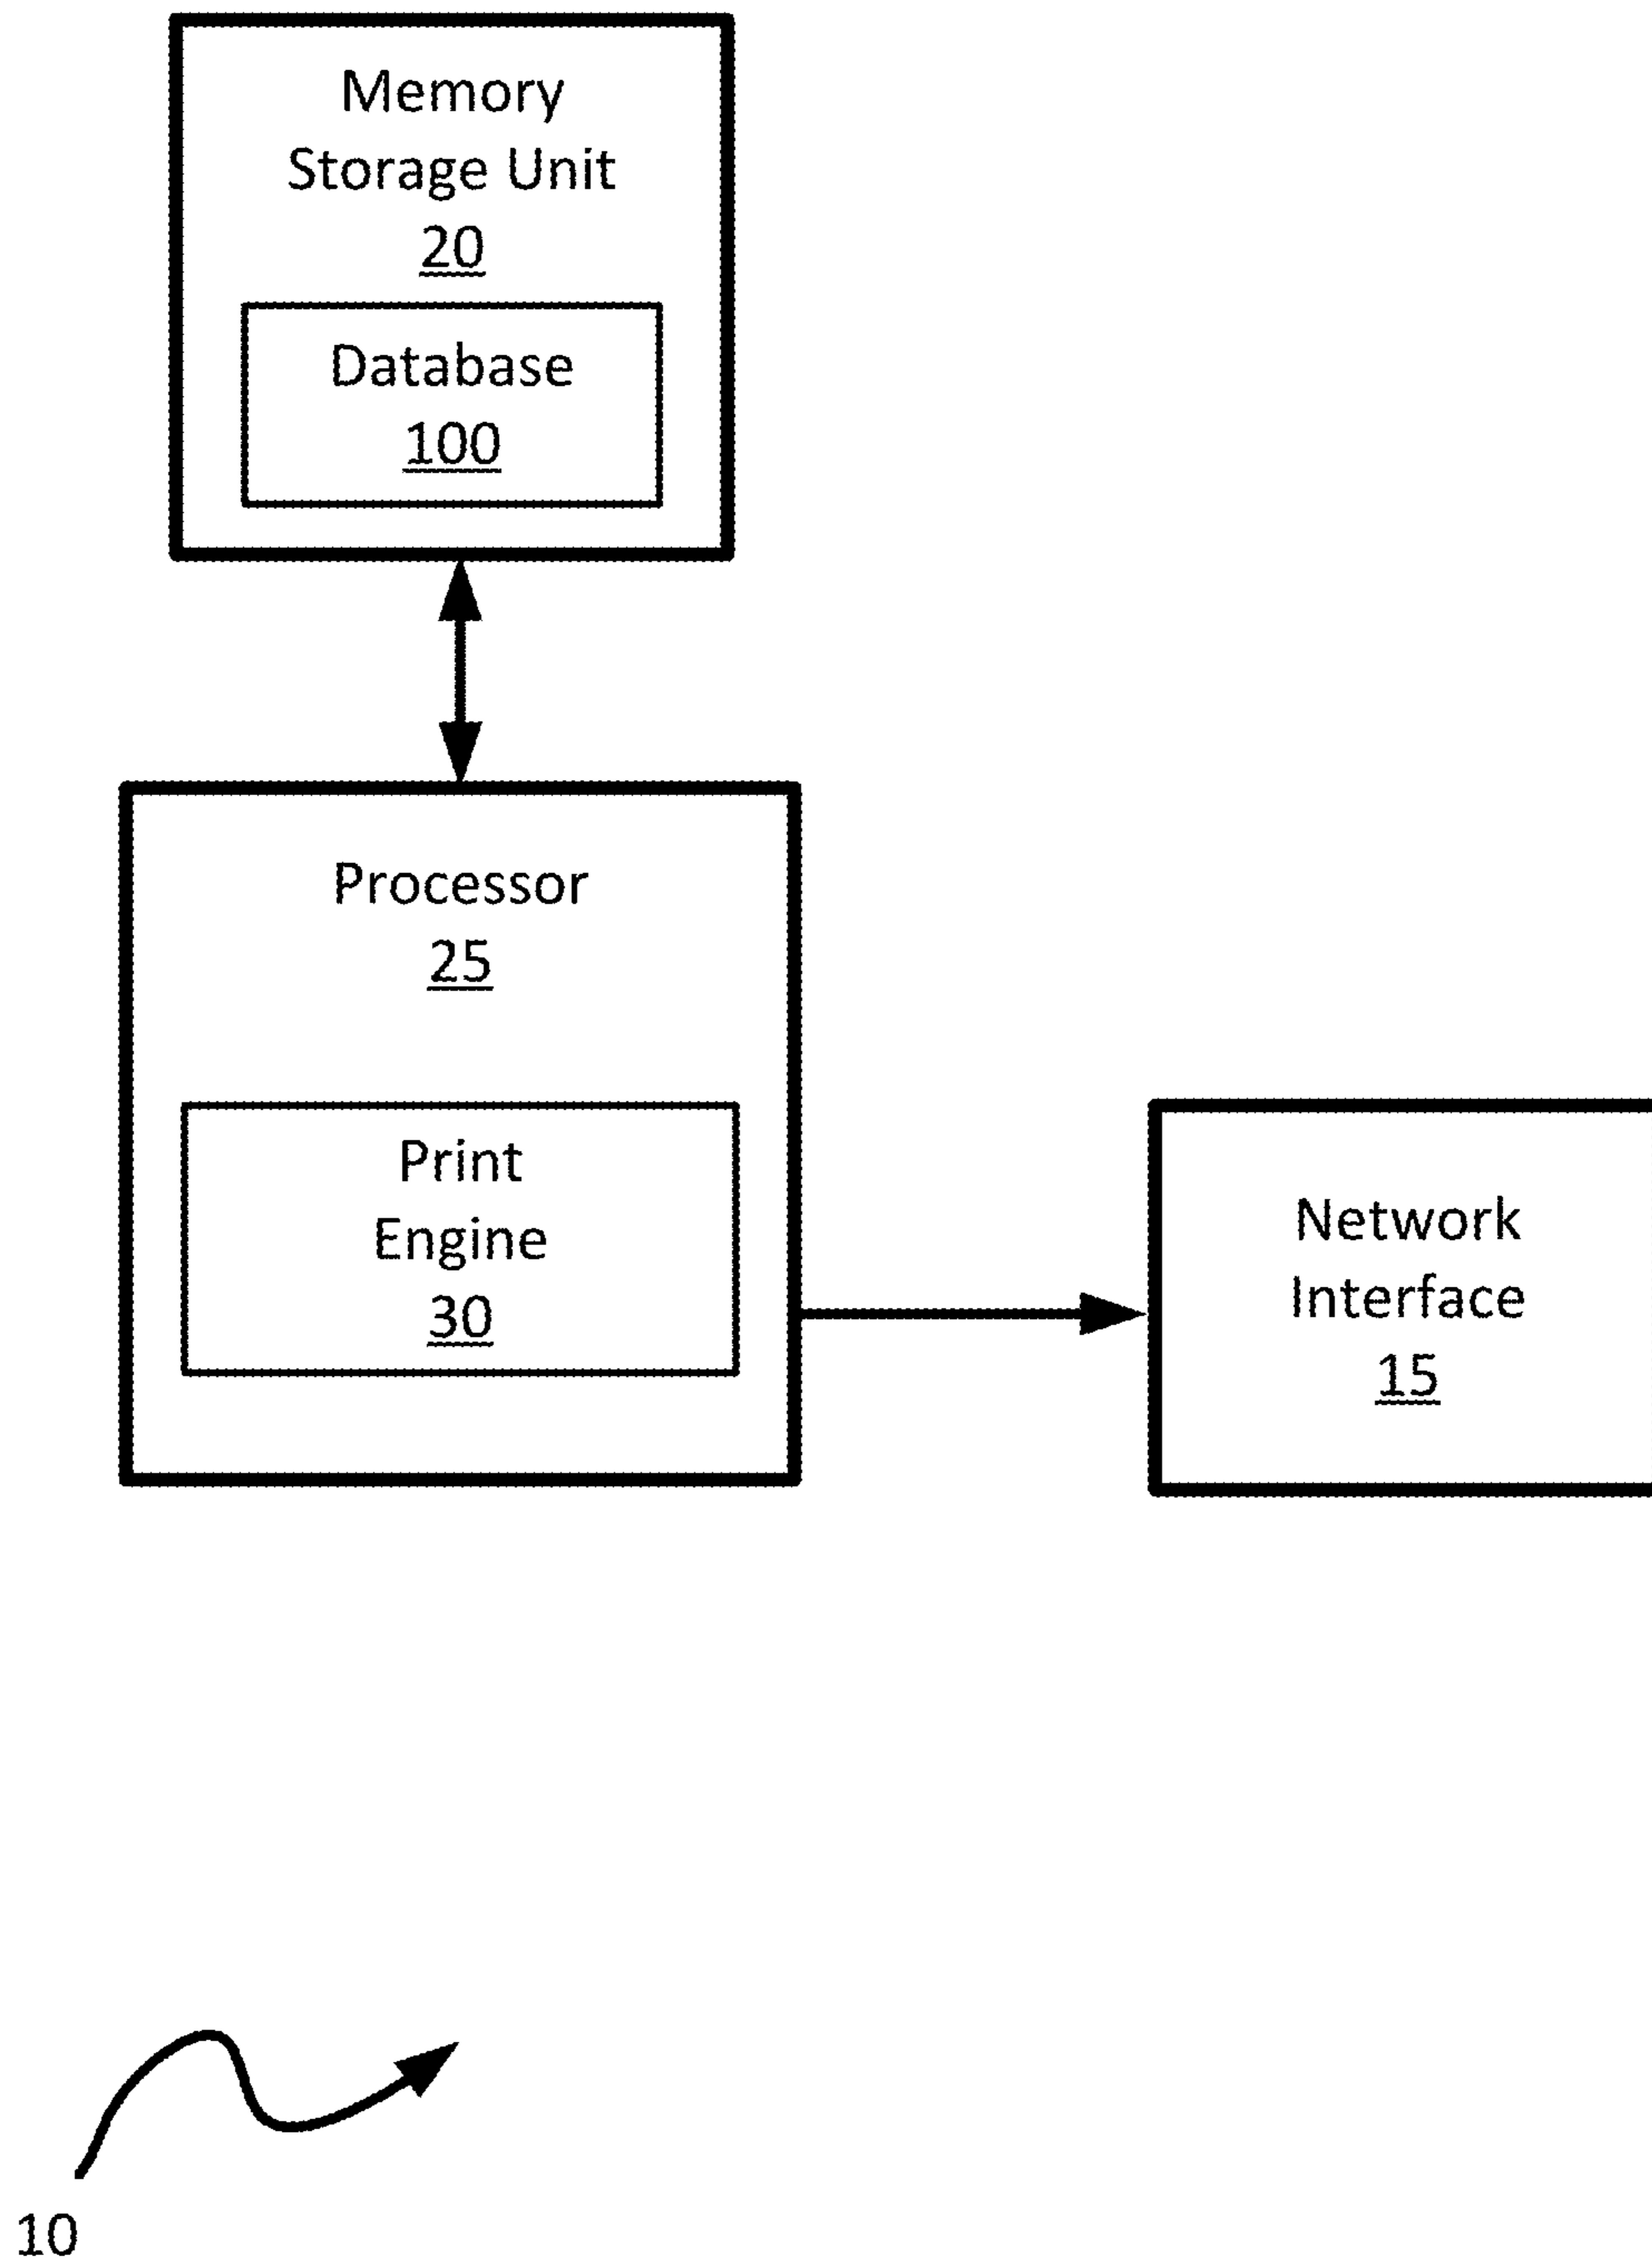 Memory
Storage Unit
20
Database
100
Processor
25
Print
Engine
30
Network
Interface
15
10